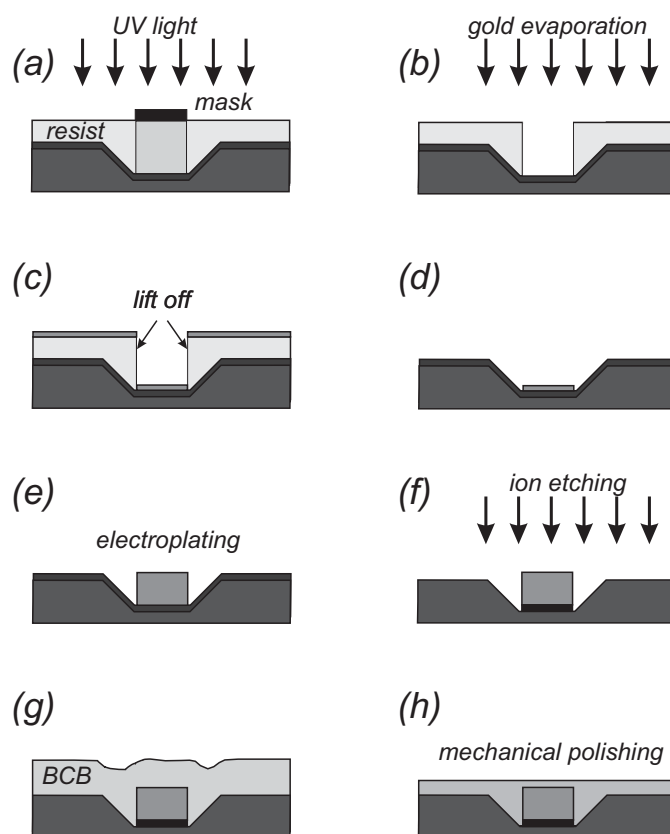 (a)
UV light
mask
resist
(b)
gold evaporation
(c)
lift off
(d)
(e)
electroplating
(f)
ion etching
(g)
BCB
(h)
mechanical polishing